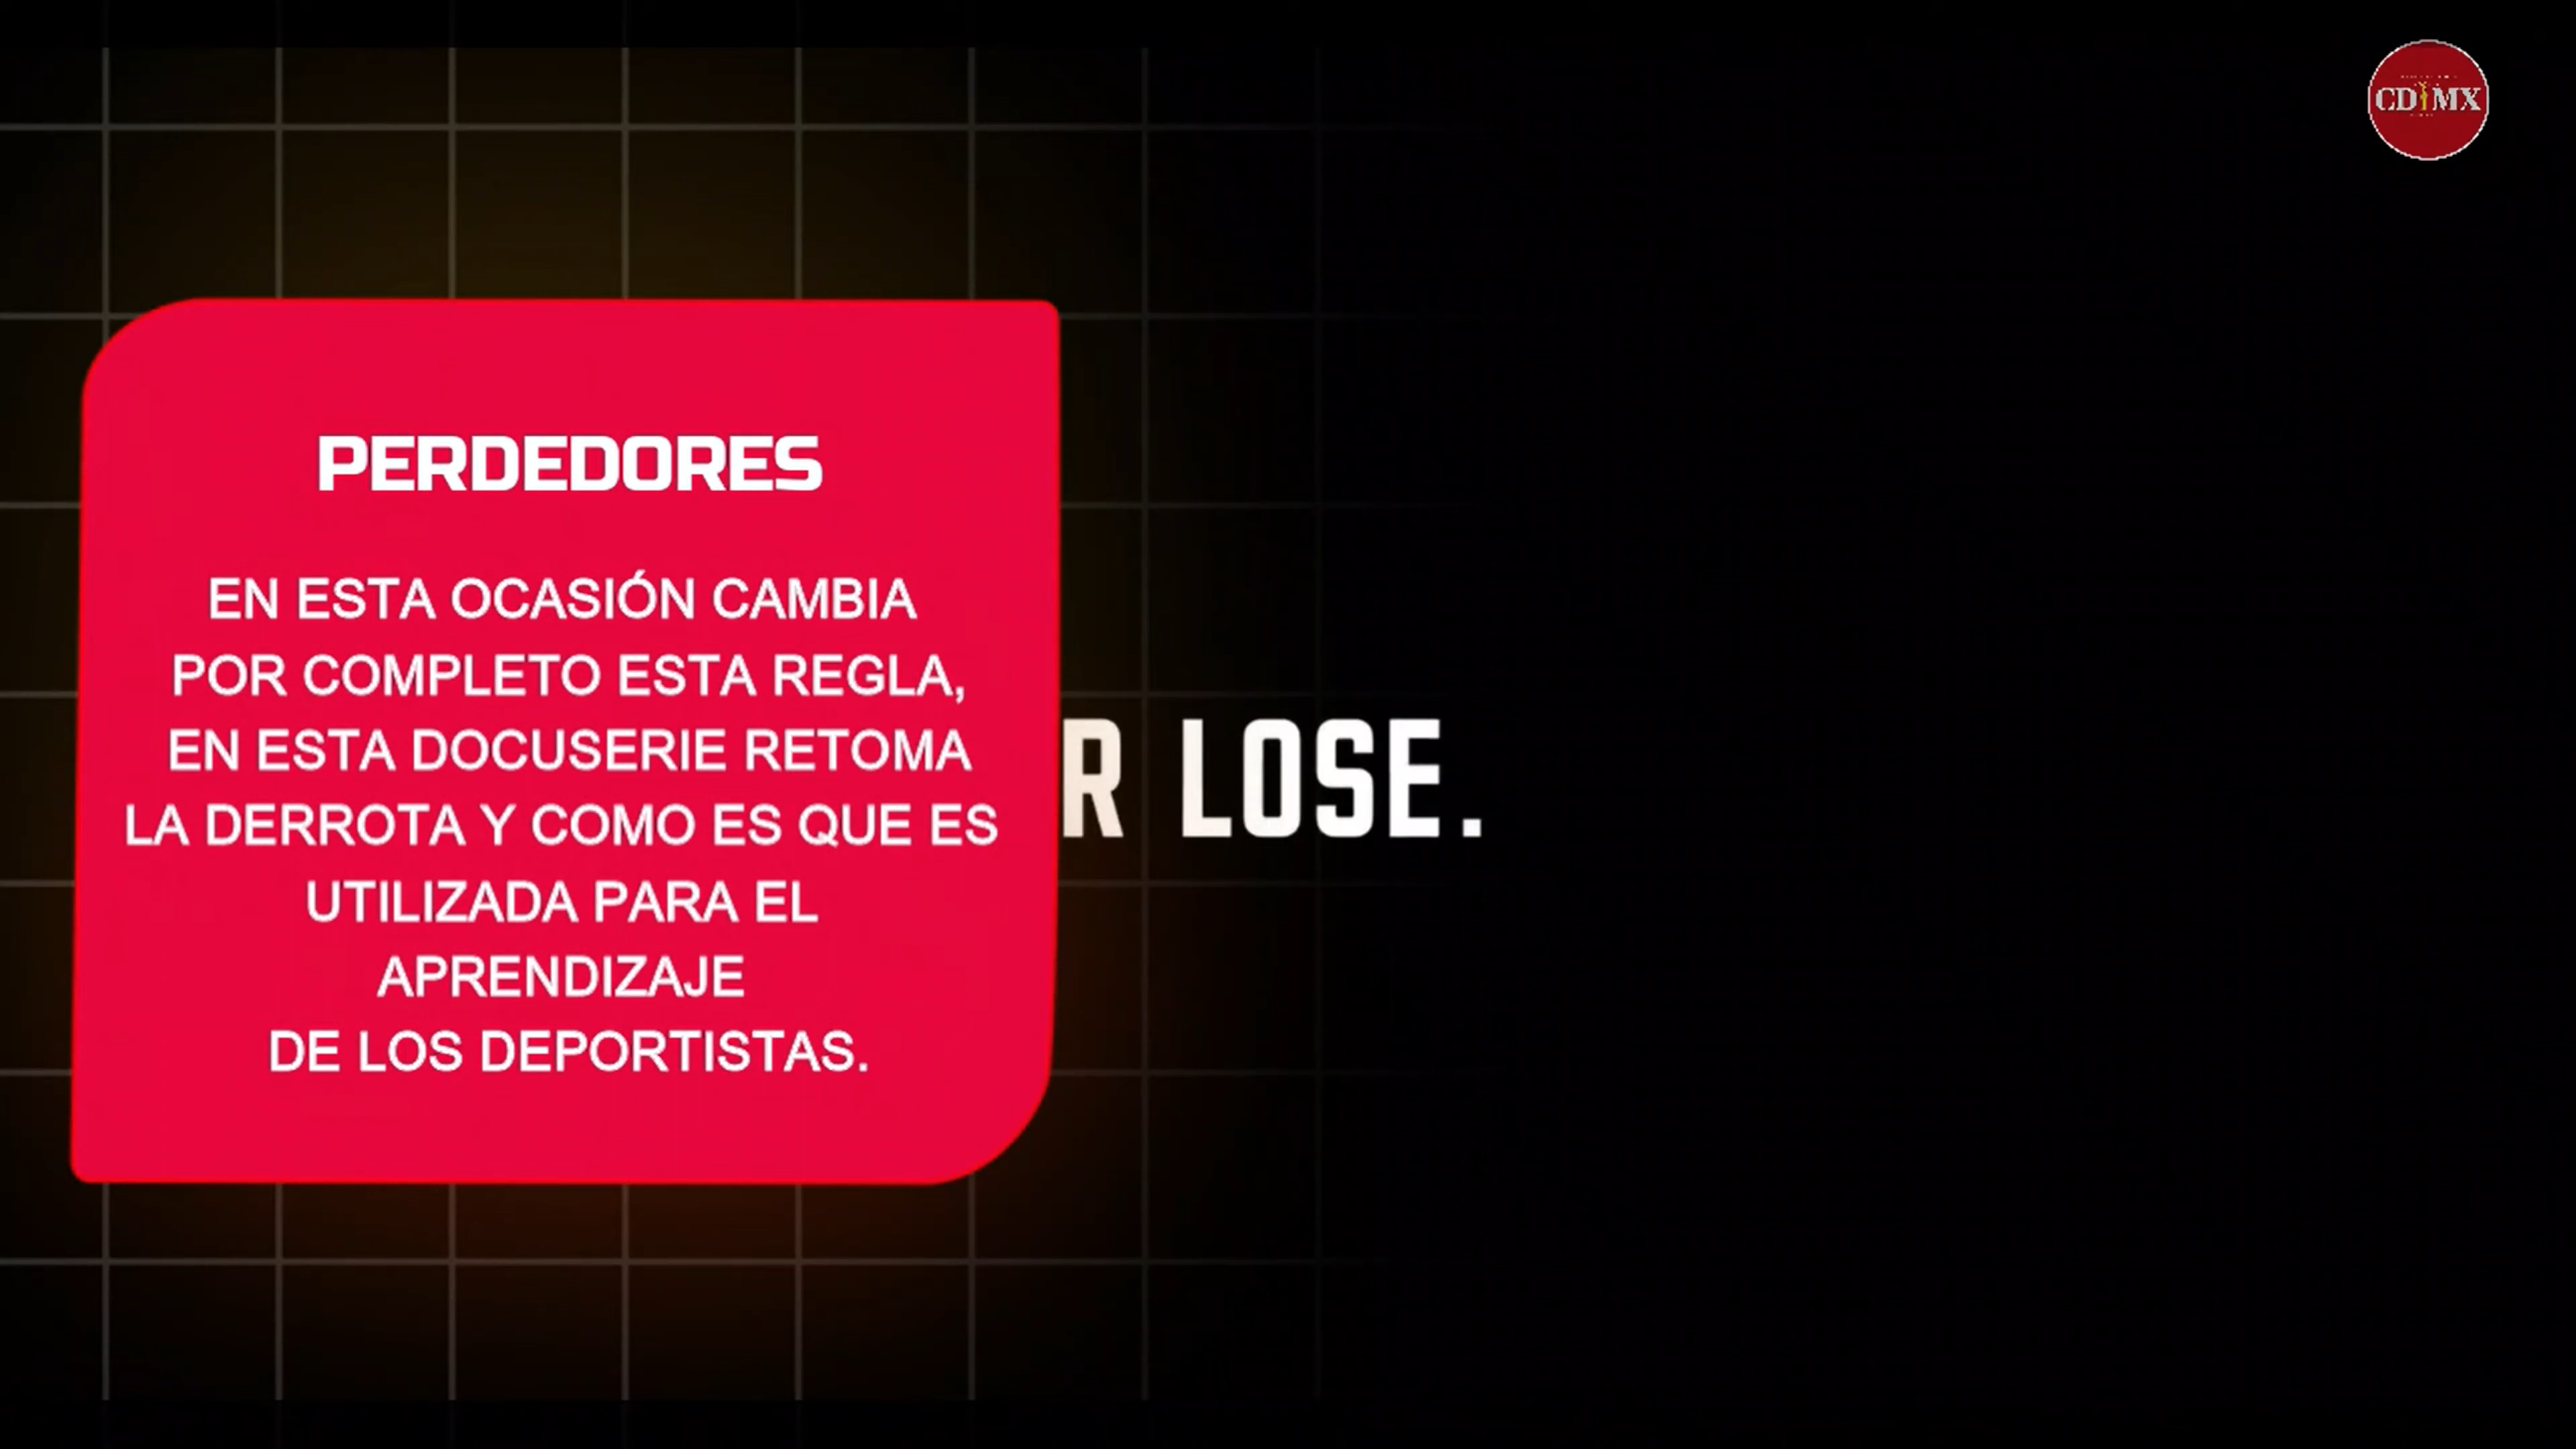 CDMX
PERDEDORES
EN ESTA OCASIÓN CAMBIA
POR COMPLETO ESTA REGLA,
EN ESTA DOCUSERIE RETOMA
LA DERROTA Y COMO ES QUE ES
UTILIZADA PARA EL
APRENDIZAJE
DE LOS DEPORTISTAS.
R LOSE.